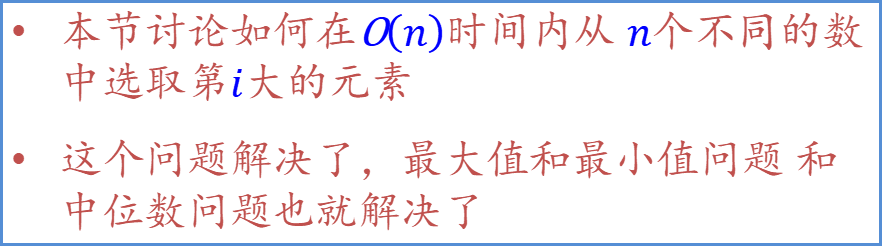 • 本节讨论如何在O(n)时间内从 n个不同的数
中选取第i大的元素
• 这个问题解决了，最大值和最小值问题 和
中位数问题也就解决了